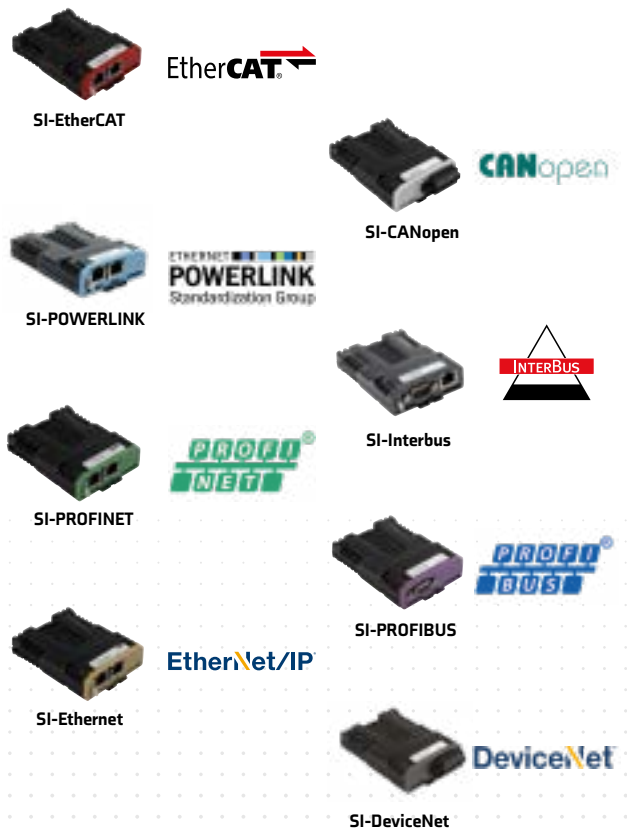 EtherCAT®
SI-EtherCAT
CANopen
SI-CANopen
ETHERNET
POWERLINK
Standardization Group
SI-POWERLINK
INTERBUS
SI-Interbus
PROFI®
NET
SI-PROFINET
PROFI®
BUS
SI-PROFIBUS
EtherNet/IP
SI-Ethernet
DeviceNet
SI-DeviceNet